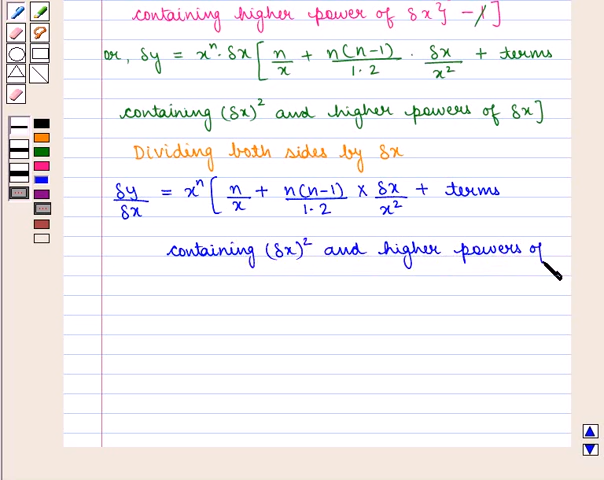 containing higher power of δx} - 1]
or, δy = xⁿ·δx [ n/x + n(n-1)/1·2 · δx/x² + terms
containing (δx)² and higher powers of δx]
Dividing both sides by δx
δy/δx = xⁿ [ n/x + n(n-1)/1·2 × δx/x² + terms
containing (δx)² and higher powers of